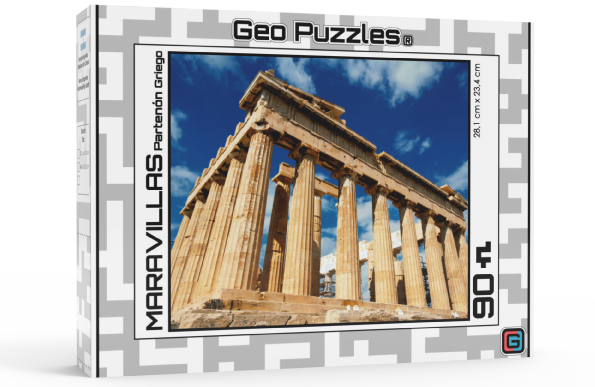 Geo Puzzles®
MARAVILLAS
Partenón Griego
28,1 cm x 23,4 cm
90
G